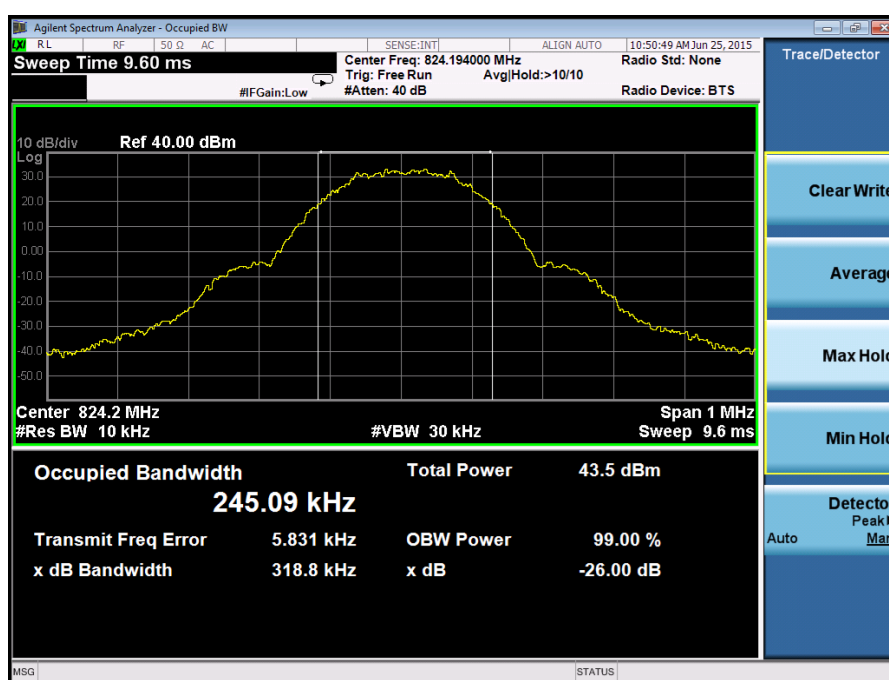 Agilent Spectrum Analyzer - Occupied BW
LXI RL RF 50 Ω AC SENSE:INT ALIGN AUTO 10:50:49 AM Jun 25, 2015
Sweep Time 9.60 ms
Center Freq: 824.194000 MHz Radio Std: None
Trig: Free Run Avg|Hold:>10/10
#IFGain:Low #Atten: 40 dB Radio Device: BTS
Trace/Detector
10 dB/div Ref 40.00 dBm
Log
30.0
20.0
10.0
0.00
-10.0
-20.0
-30.0
-40.0
-50.0
Center 824.2 MHz Span 1 MHz
#Res BW 10 kHz #VBW 30 kHz Sweep 9.6 ms
Occupied Bandwidth Total Power 43.5 dBm
245.09 kHz
Transmit Freq Error 5.831 kHz OBW Power 99.00 %
x dB Bandwidth 318.8 kHz x dB -26.00 dB
Clear Write
Average
Max Hold
Min Hold
Detector
Peak
Auto Man
MSG STATUS